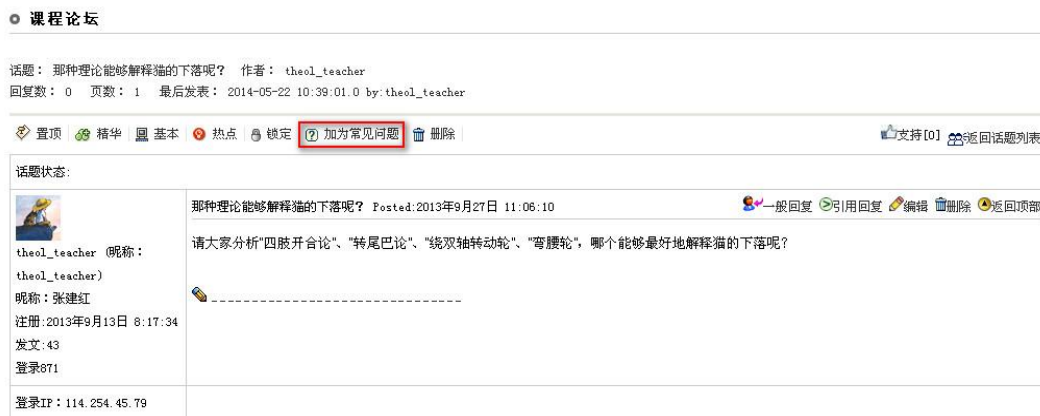 课程论坛
话题： 那种理论能够解释猫的下落呢？ 作者： theol_teacher
回复数： 0 页数： 1 最后发表： 2014-05-22 10:39:01.0 by:theol_teacher
置顶 精华 基本 热点 锁定 加为常见问题 删除 支持[0] 返回话题列表
话题状态:
那种理论能够解释猫的下落呢？ Posted:2013年9月27日 11:06:10 一般回复 引用回复 编辑 删除 返回顶部
请大家分析"四肢开合论"、"转尾巴论"、"绕双轴转动轮"、"弯腰轮"，哪个能够最好地解释猫的下落呢？
theol_teacher (昵称：
theol_teacher)
昵称：张建红
注册:2013年9月13日 8:17:34
发文:43
登录871
登录IP：114.254.45.79